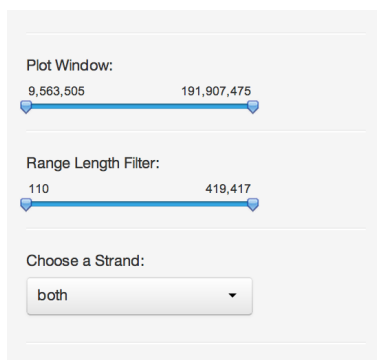 Plot Window:
9,563,505 191,907,475
Range Length Filter:
110 419,417
Choose a Strand:
both